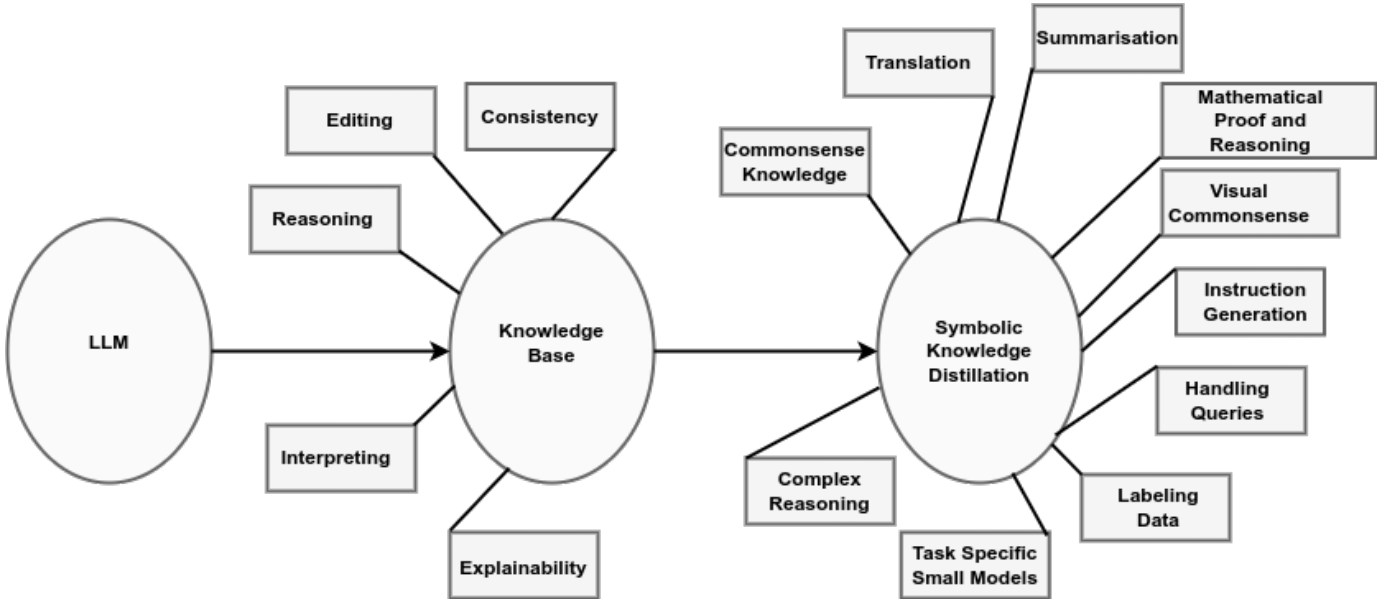 LLM
Editing
Consistency
Reasoning
Knowledge
Base
Interpreting
Explainability
Translation
Summarisation
Commonsense
Knowledge
Mathematical
Proof and
Reasoning
Visual
Commonsense
Symbolic
Knowledge
Distillation
Instruction
Generation
Handling
Queries
Complex
Reasoning
Labeling
Data
Task Specific
Small Models